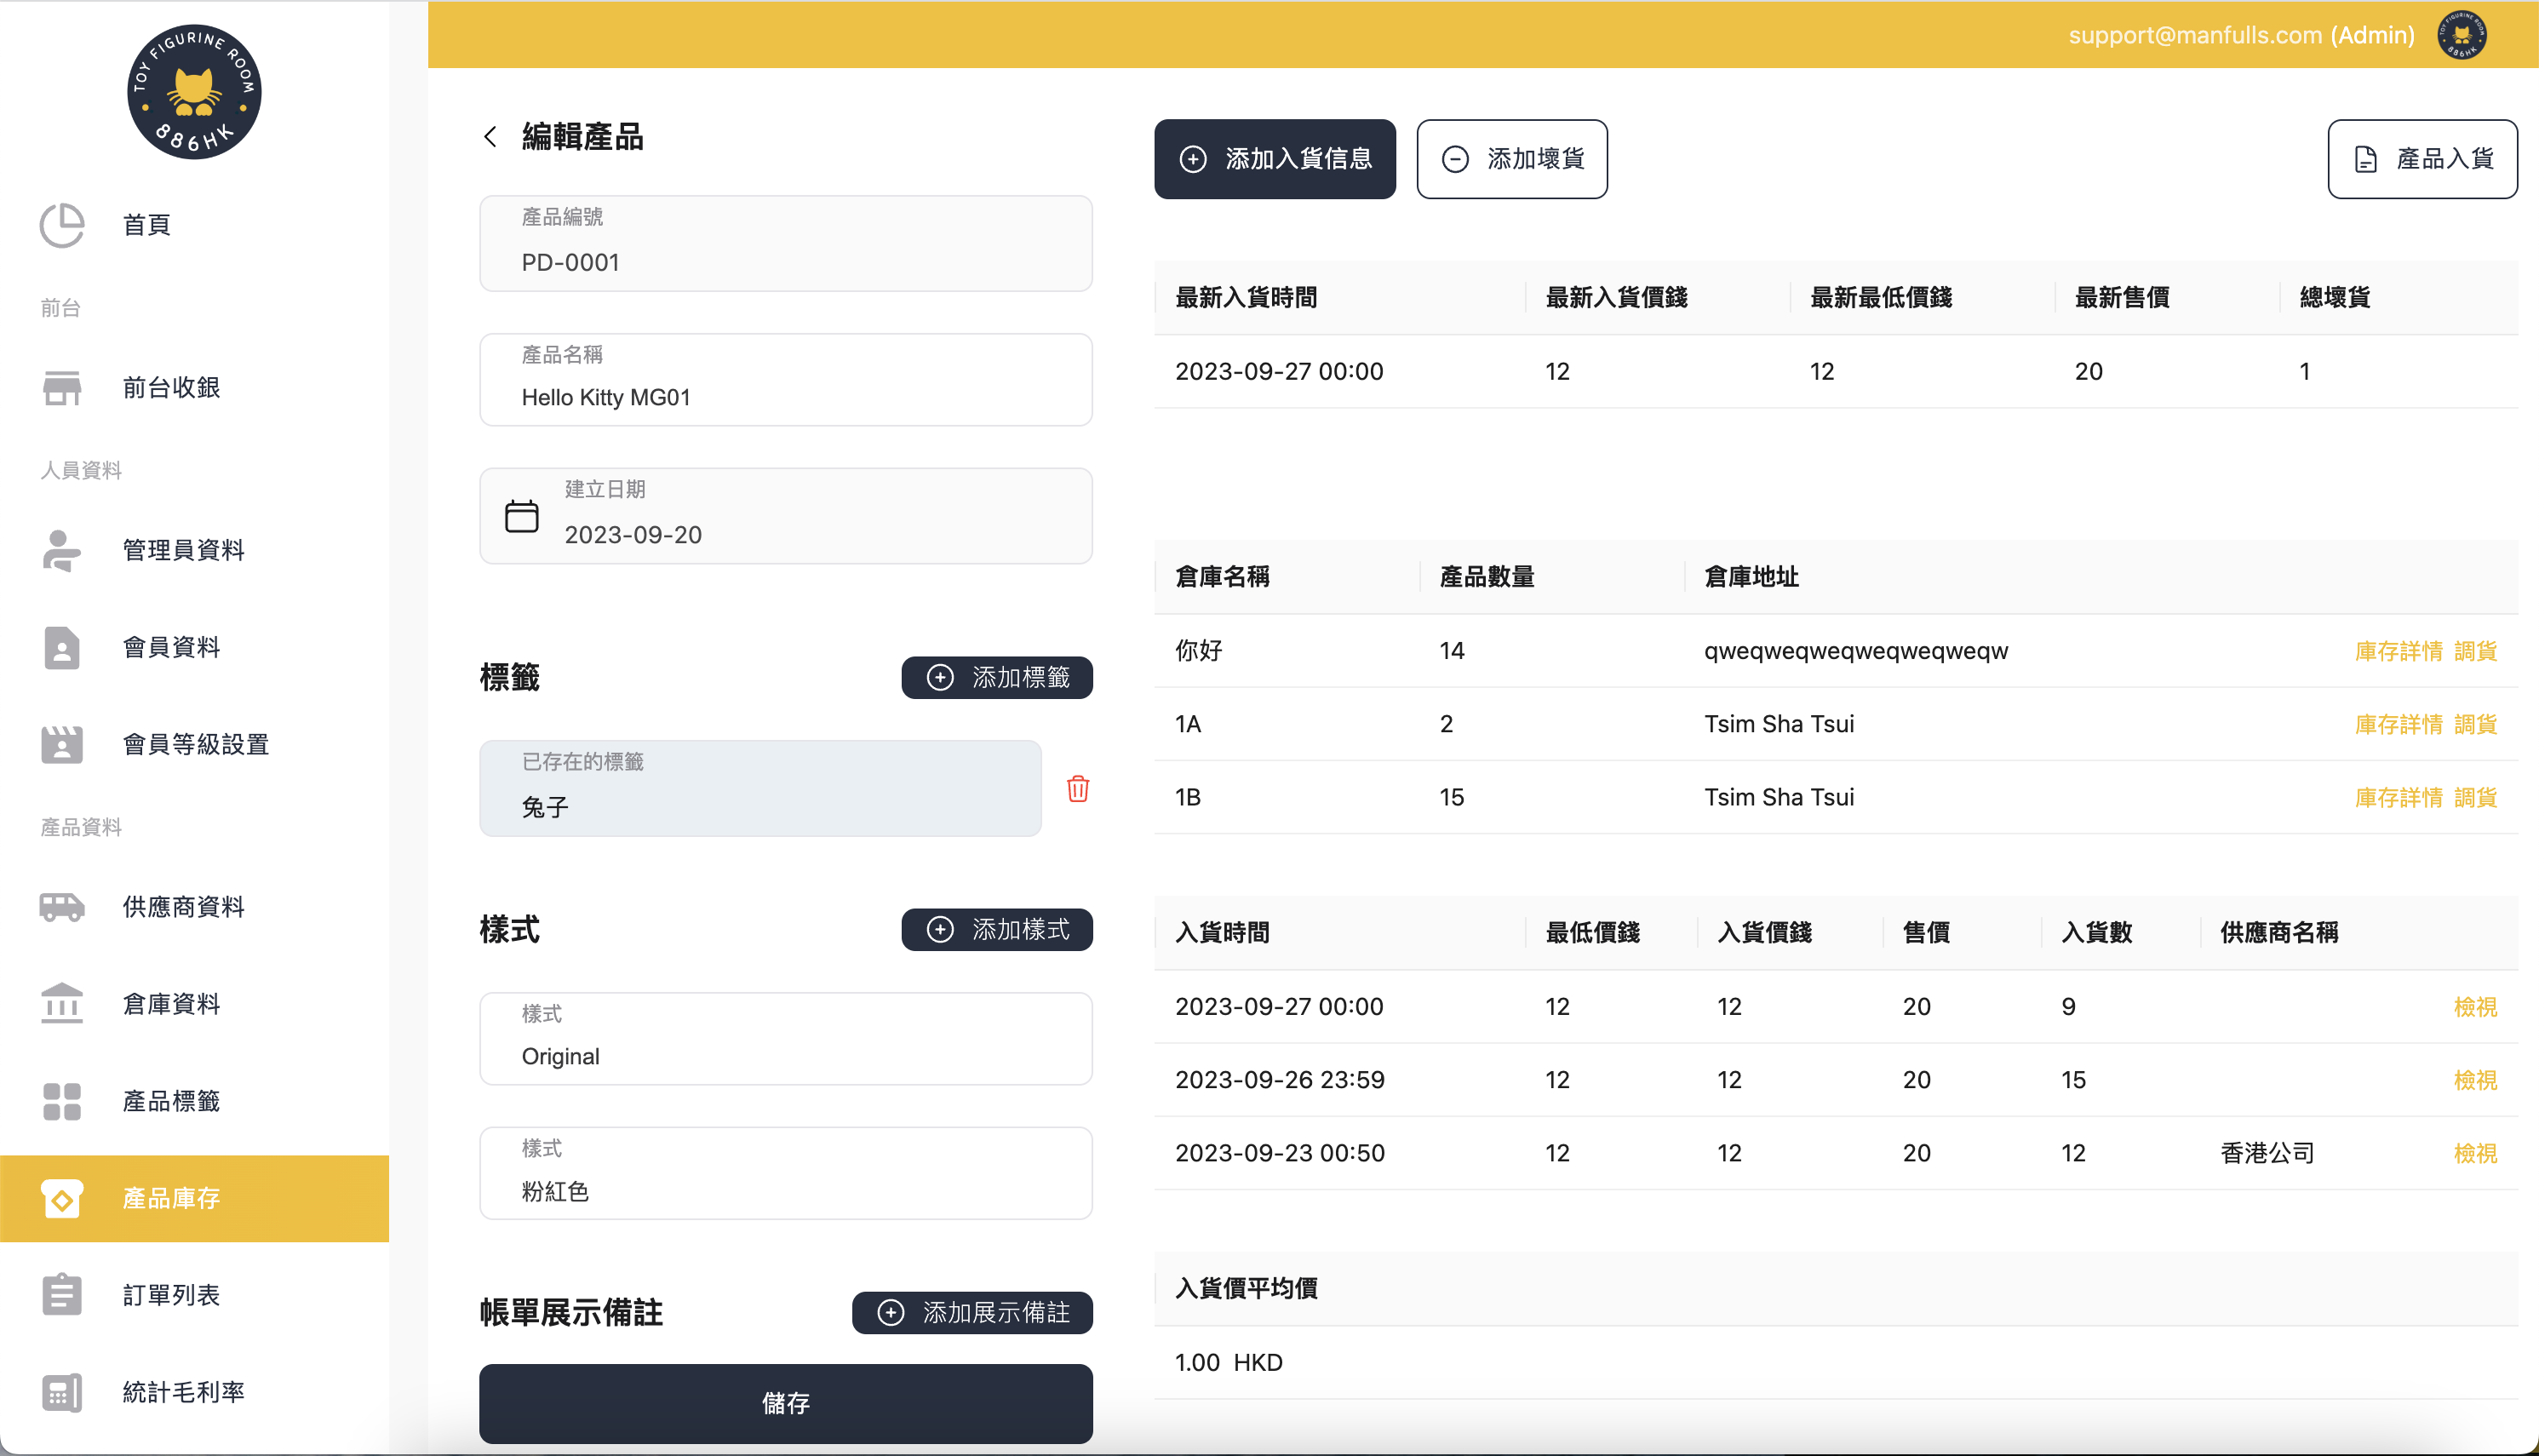 TOY FIGURINE ROOM
886HK
首頁
前台
前台收銀
人員資料
管理員資料
會員資料
會員等級設置
產品資料
供應商資料
倉庫資料
產品標籤
產品庫存
訂單列表
統計毛利率
support@manfulls.com (Admin)
TOY FIGURINE ROOM
886HK
編輯產品
產品編號
PD-0001
產品名稱
Hello Kitty MG01
建立日期
2023-09-20
標籤 添加標籤
已存在的標籤
兔子
樣式 添加樣式
樣式
Original
樣式
粉紅色
帳單展示備註 添加展示備註
儲存
添加入貨信息 添加壞貨 產品入貨
最新入貨時間 最新入貨價錢 最新最低價錢 最新售價 總壞貨
2023-09-27 00:00 12 12 20 1
倉庫名稱 產品數量 倉庫地址
你好 14 qweqweqweqweqweqweqw 庫存詳情 調貨
1A 2 Tsim Sha Tsui 庫存詳情 調貨
1B 15 Tsim Sha Tsui 庫存詳情 調貨
入貨時間 最低價錢 入貨價錢 售價 入貨數 供應商名稱
2023-09-27 00:00 12 12 20 9 檢視
2023-09-26 23:59 12 12 20 15 檢視
2023-09-23 00:50 12 12 20 12 香港公司 檢視
入貨價平均價
1.00 HKD